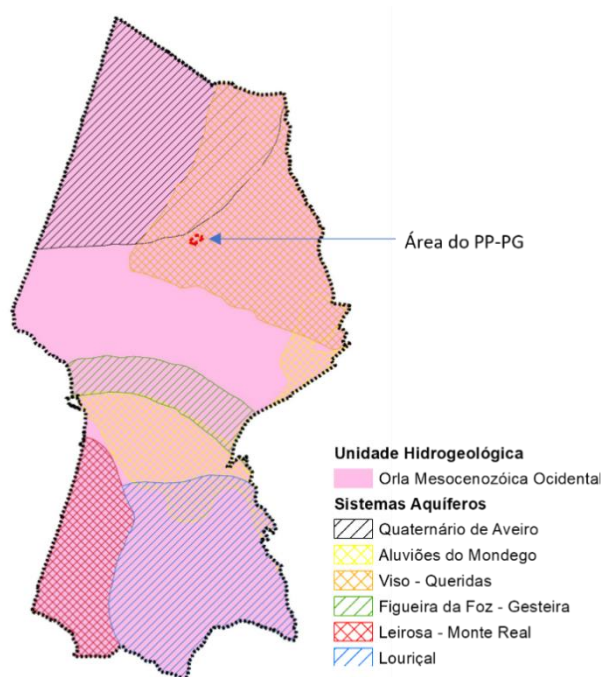 Área do PP-PG
Unidade Hidrogeológica
Orla Mesocenozóica Ocidental
Sistemas Aquíferos
Quaternário de Aveiro
Aluviões do Mondego
Viso - Queridas
Figueira da Foz - Gesteira
Leirosa - Monte Real
Louriçal